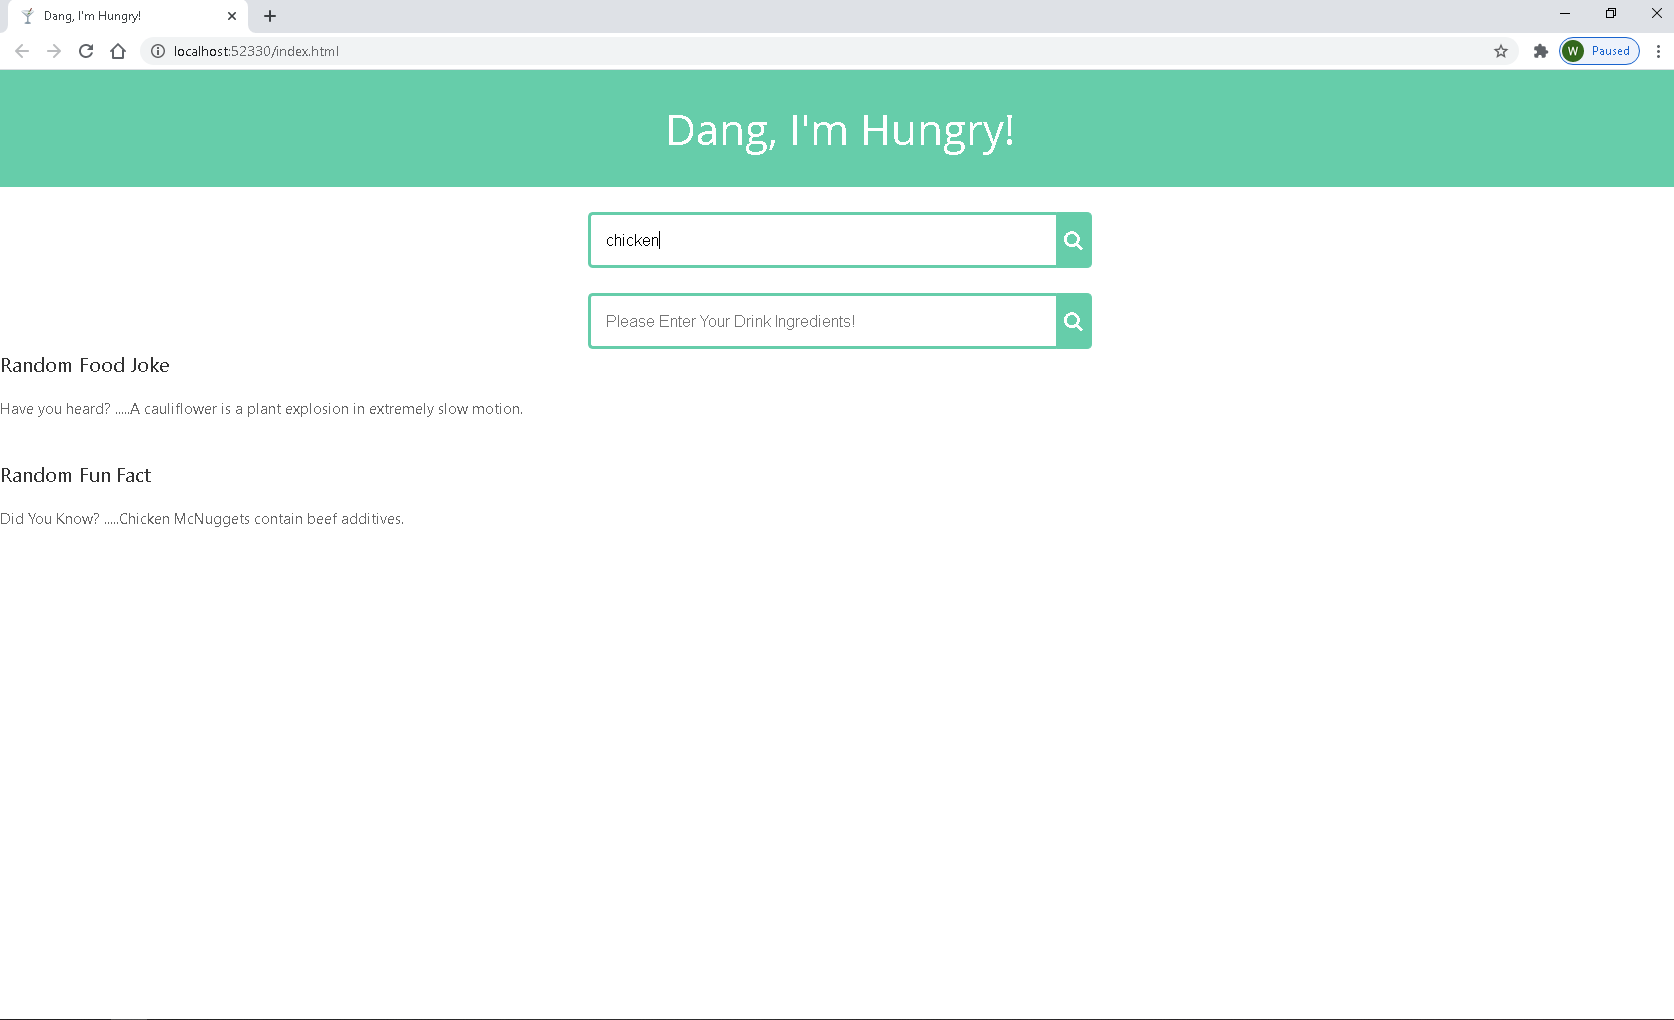 Dang, I'm Hungry!
localhost:52330/index.html
W Paused
Dang, I'm Hungry!
chicken
Please Enter Your Drink Ingredients!
Random Food Joke
Have you heard? .....A cauliflower is a plant explosion in extremely slow motion.
Random Fun Fact
Did You Know? .....Chicken McNuggets contain beef additives.